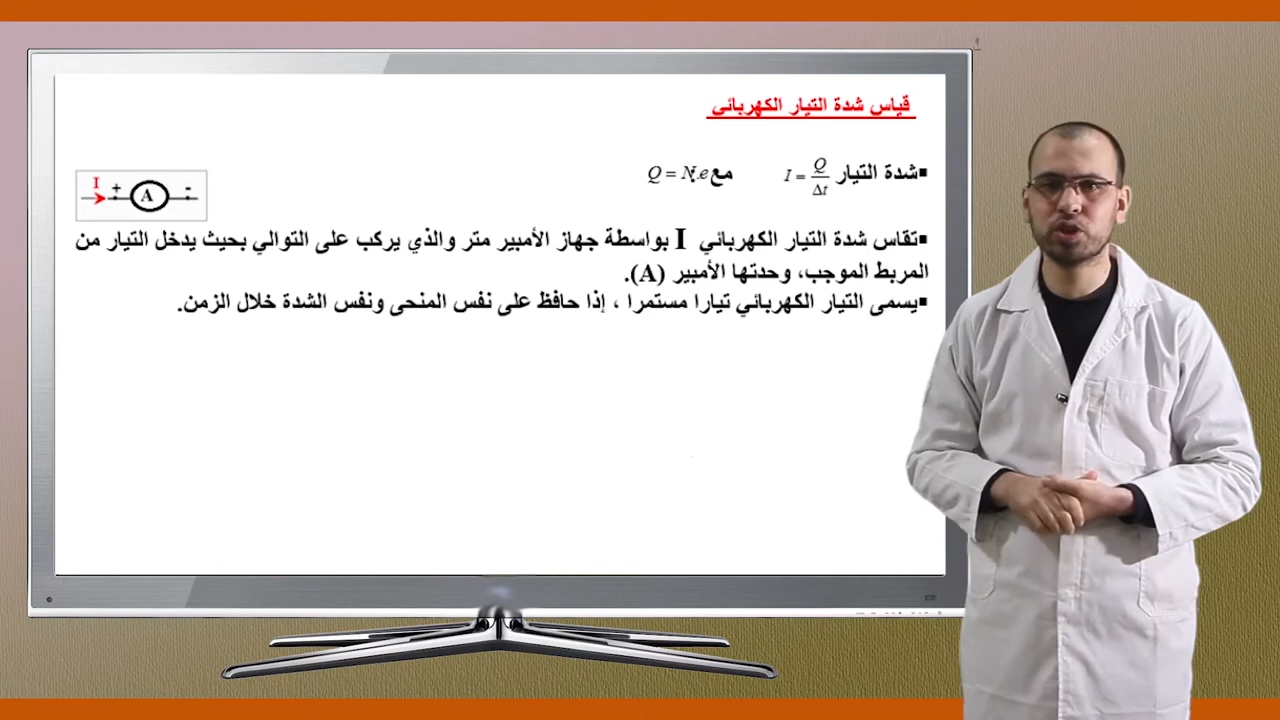 قياس شدة التيار الكهربائي
▪شدة التيار I = Q/Δt مع Q = N.e
I + A -
▪تقاس شدة التيار الكهربائي I بواسطة جهاز الأمبير متر والذي يركب على التوالي بحيث يدخل التيار من
المربط الموجب، وحدتها الأمبير (A).
▪يسمى التيار الكهربائي تيارا مستمرا ، إذا حافظ على نفس المنحى ونفس الشدة خلال الزمن.